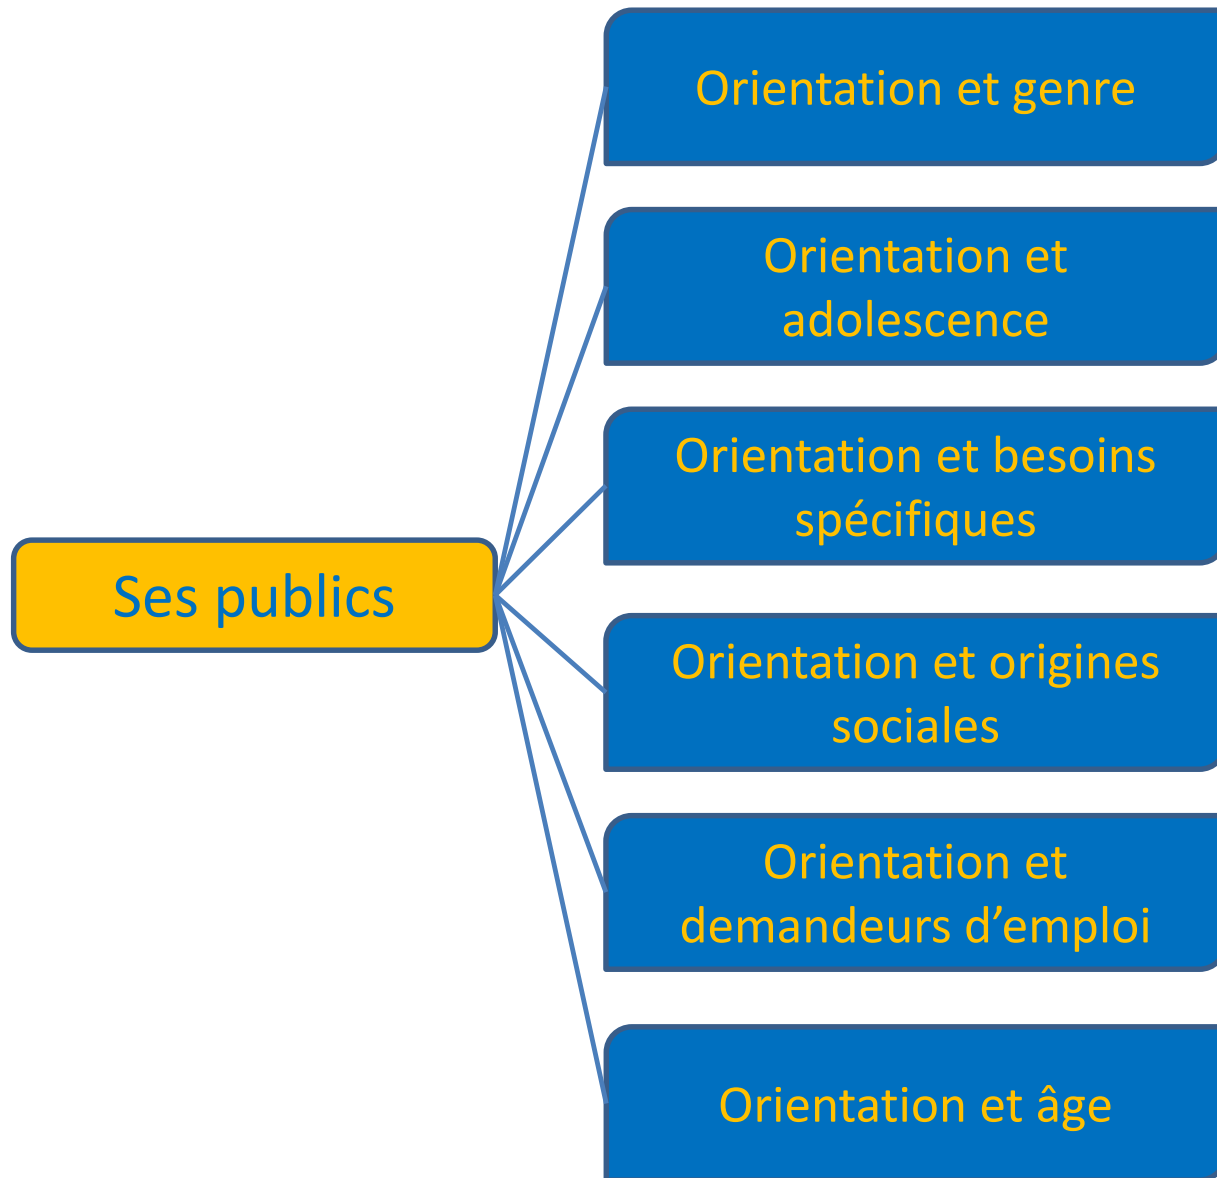 Orientation et genre
Orientation et
adolescence
Orientation et besoins
spécifiques
Ses publics
Orientation et origines
sociales
Orientation et
demandeurs d’emploi
Orientation et âge